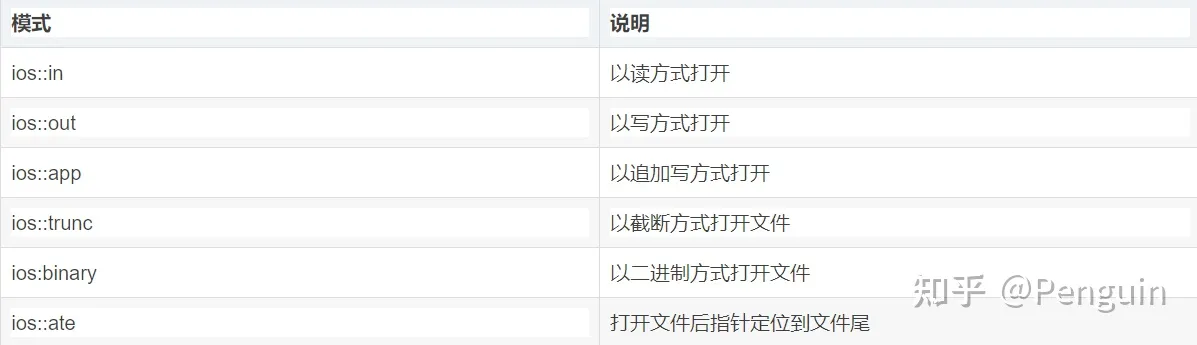 模式 说明
ios::in 以读方式打开
ios::out 以写方式打开
ios::app 以追加写方式打开
ios::trunc 以截断方式打开文件
ios:binary 以二进制方式打开文件
ios::ate 打开文件后指针定位到文件尾
知乎 @Penguin